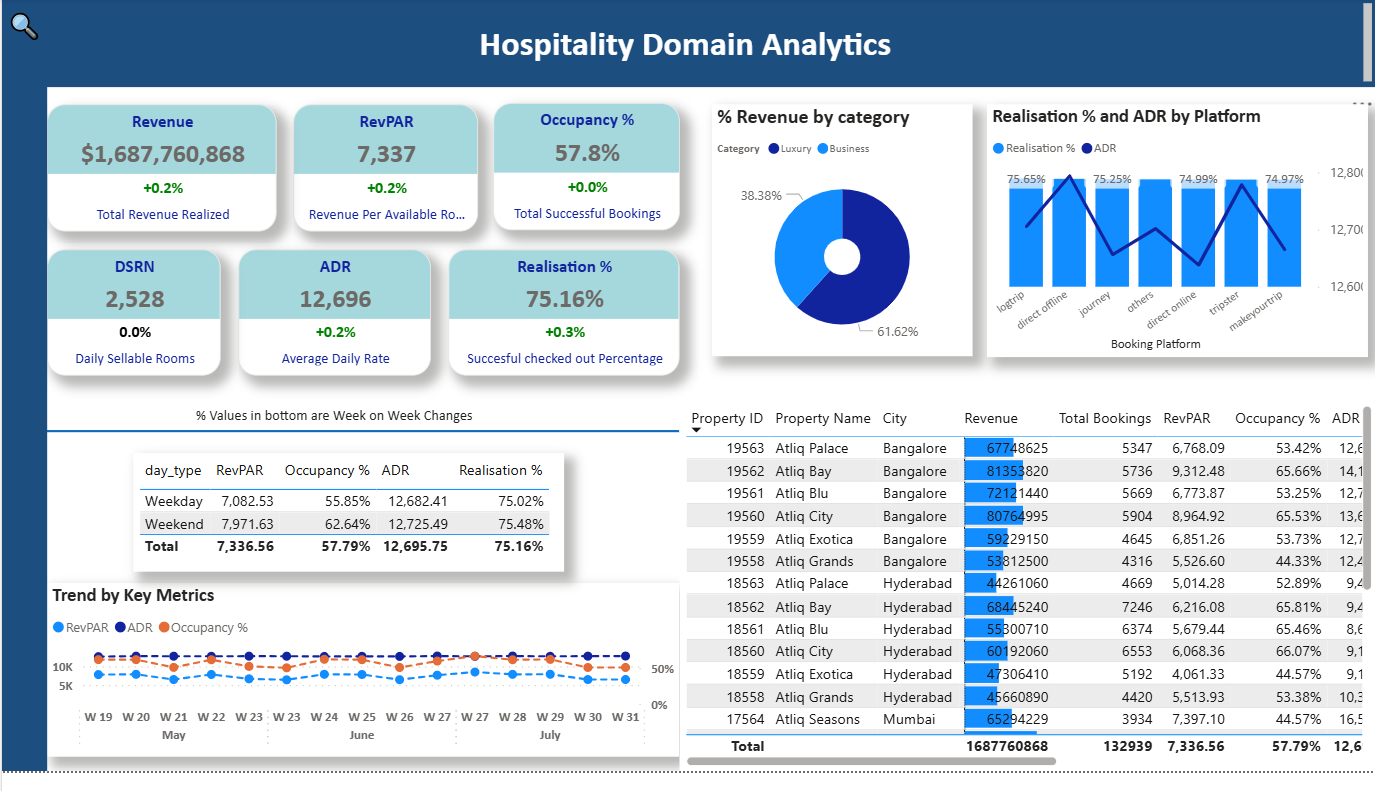 Hospitality Domain Analytics
Revenue
$1,687,760,868
+0.2%
Total Revenue Realized
RevPAR
7,337
+0.2%
Revenue Per Available Ro...
Occupancy %
57.8%
+0.0%
Total Successful Bookings
DSRN
2,528
0.0%
Daily Sellable Rooms
ADR
12,696
+0.2%
Average Daily Rate
Realisation %
75.16%
+0.3%
Succesful checked out Percentage
% Revenue by category
Category Luxury Business
38.38%
61.62%
Realisation % and ADR by Platform
Realisation % ADR
75.65% 75.25% 74.99% 74.97%
12,800
12,700
12,600
logtrip direct offline journey others direct online tripster makeyourtrip
Booking Platform
% Values in bottom are Week on Week Changes
day_type RevPAR Occupancy % ADR Realisation %
Weekday 7,082.53 55.85% 12,682.41 75.02%
Weekend 7,971.63 62.64% 12,725.49 75.48%
Total 7,336.56 57.79% 12,695.75 75.16%
Trend by Key Metrics
RevPAR ADR Occupancy %
10K
5K
50%
0%
W 19 W 20 W 21 W 22 W 23 W 23 W 24 W 25 W 26 W 27 W 27 W 28 W 29 W 30 W 31
May June July
Property ID Property Name City Revenue Total Bookings RevPAR Occupancy % ADR
19563 Atliq Palace Bangalore 67748625 5347 6,768.09 53.42% 12,6
19562 Atliq Bay Bangalore 81353820 5736 9,312.48 65.66% 14,1
19561 Atliq Blu Bangalore 72121440 5669 6,773.87 53.25% 12,7
19560 Atliq City Bangalore 80764995 5904 8,964.92 65.53% 13,6
19559 Atliq Exotica Bangalore 59229150 4645 6,851.26 53.73% 12,7
19558 Atliq Grands Bangalore 53812500 4316 5,526.60 44.33% 12,4
18563 Atliq Palace Hyderabad 44261060 4669 5,014.28 52.89% 9,4
18562 Atliq Bay Hyderabad 68445240 7246 6,216.08 65.81% 9,4
18561 Atliq Blu Hyderabad 55300710 6374 5,679.44 65.46% 8,6
18560 Atliq City Hyderabad 60192060 6553 6,068.36 66.07% 9,1
18559 Atliq Exotica Hyderabad 47306410 5192 4,061.33 44.57% 9,1
18558 Atliq Grands Hyderabad 45660890 4420 5,513.93 53.38% 10,3
17564 Atliq Seasons Mumbai 65294229 3934 7,397.10 44.57% 16,5
Total 1687760868 132939 7,336.56 57.79% 12,6